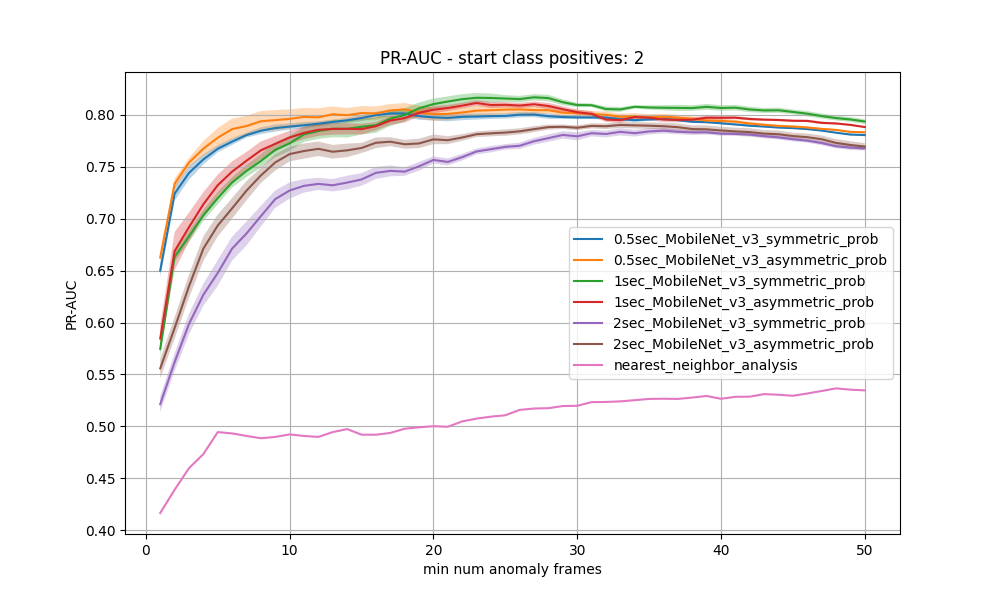 PR-AUC - start class positives: 2
PR-AUC
0.80
0.75
0.70
0.65
0.60
0.55
0.50
0.45
0.40
0.5sec_MobileNet_v3_symmetric_prob
0.5sec_MobileNet_v3_asymmetric_prob
1sec_MobileNet_v3_symmetric_prob
1sec_MobileNet_v3_asymmetric_prob
2sec_MobileNet_v3_symmetric_prob
2sec_MobileNet_v3_asymmetric_prob
nearest_neighbor_analysis
0 10 20 30 40 50
min num anomaly frames